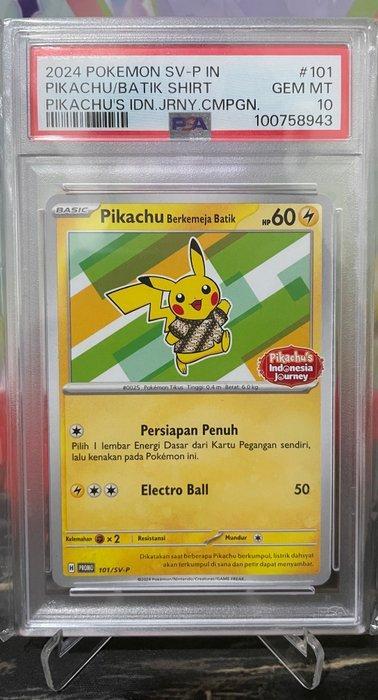 2024 POKEMON SV-P IN #101
PIKACHU/BATIK SHIRT GEM MT
PIKACHU'S IDN.JRNY.CMPGN. 10
PSA 100758943
BASIC Pikachu Berkemeja Batik HP 60
Pikachu's
Indonesia
Journey
#0025 Pokémon Tikus Tinggi: 0.4 m Berat: 6.0 kg
Persiapan Penuh
Pilih 1 lembar Energi Dasar dari Kartu Pegangan sendiri,
lalu kenakan pada Pokémon ini.
Electro Ball 50
Kelemahan × 2 Resistansi Mundur
H PROMO 101/SV-P
Dikatakan saat beberapa Pikachu berkumpul, listrik dahsyat
akan terkumpul di sana dan petir dapat menyambar.
©2024 Pokémon/Nintendo/Creatures/GAME FREAK.